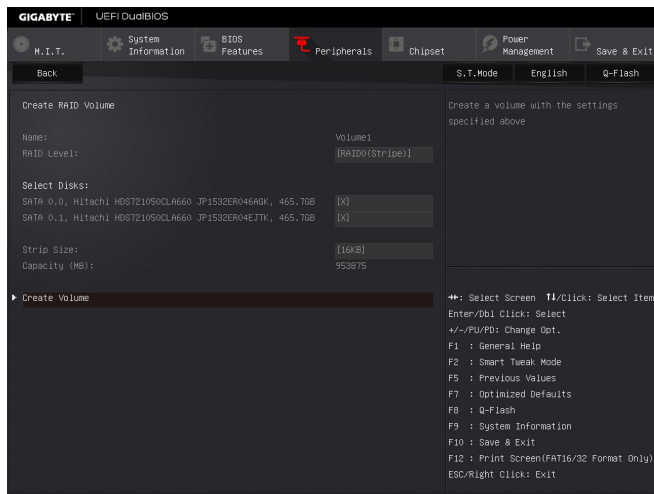 GIGABYTE™ UEFI DualBIOS
M.I.T.
System Information
BIOS Features
Peripherals
Chipset
Power Management
Save & Exit
Back
S.T.Mode English Q-Flash
Create RAID Volume
Name: Volume1
RAID Level: [RAID0(Stripe)]
Select Disks:
SATA 0.0, Hitachi HDS721050CLA660 JP1532ER046AGK, 465.7GB [X]
SATA 0.1, Hitachi HDS721050CLA660 JP1532ER04EJTK, 465.7GB [X]
Strip Size: [16KB]
Capacity (MB): 953875
Create Volume
Create a volume with the settings
specified above
→←: Select Screen ↑↓/Click: Select Item
Enter/Dbl Click: Select
+/-/PU/PD: Change Opt.
F1 : General Help
F2 : Smart Tweak Mode
F5 : Previous Values
F7 : Optimized Defaults
F8 : Q-Flash
F9 : System Information
F10 : Save & Exit
F12 : Print Screen(FAT16/32 Format Only)
ESC/Right Click: Exit